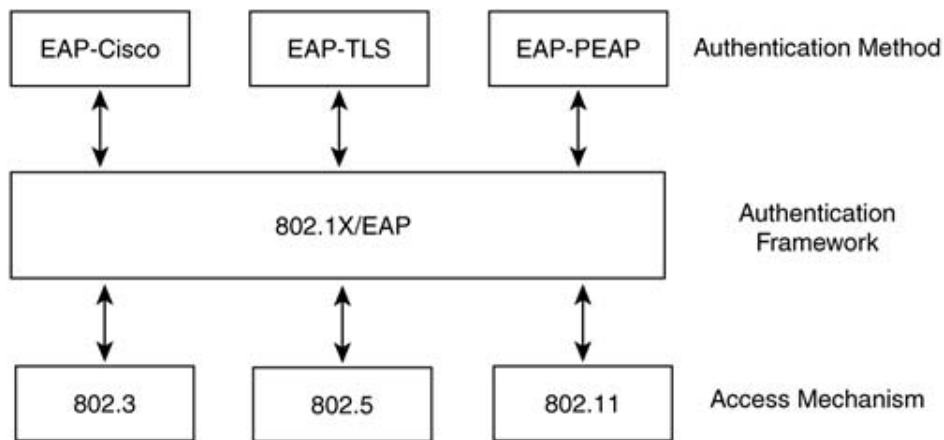 EAP-Cisco
EAP-TLS
EAP-PEAP
Authentication Method
802.1X/EAP
Authentication
Framework
802.3
802.5
802.11
Access Mechanism